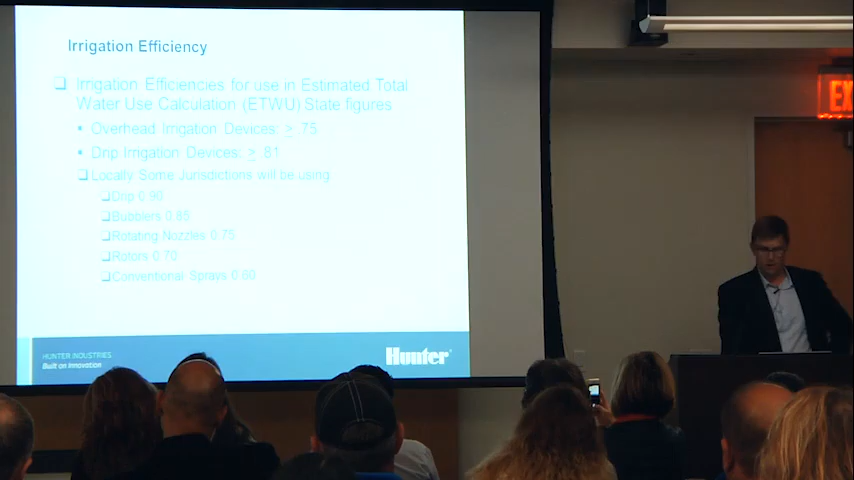 Irrigation Efficiency
❑ Irrigation Efficiencies for use in Estimated Total
Water Use Calculation (ETWU) State figures
• Overhead Irrigation Devices: ≥ .75
• Drip Irrigation Devices: ≥ .81
❑ Locally Some Jurisdictions will be using:
❑ Drip 0.90
❑ Bubblers 0.85
❑ Rotating Nozzles 0.75
❑ Rotors 0.70
❑ Conventional Sprays 0.60
HUNTER INDUSTRIES
Built on Innovation
Hunter®
EX